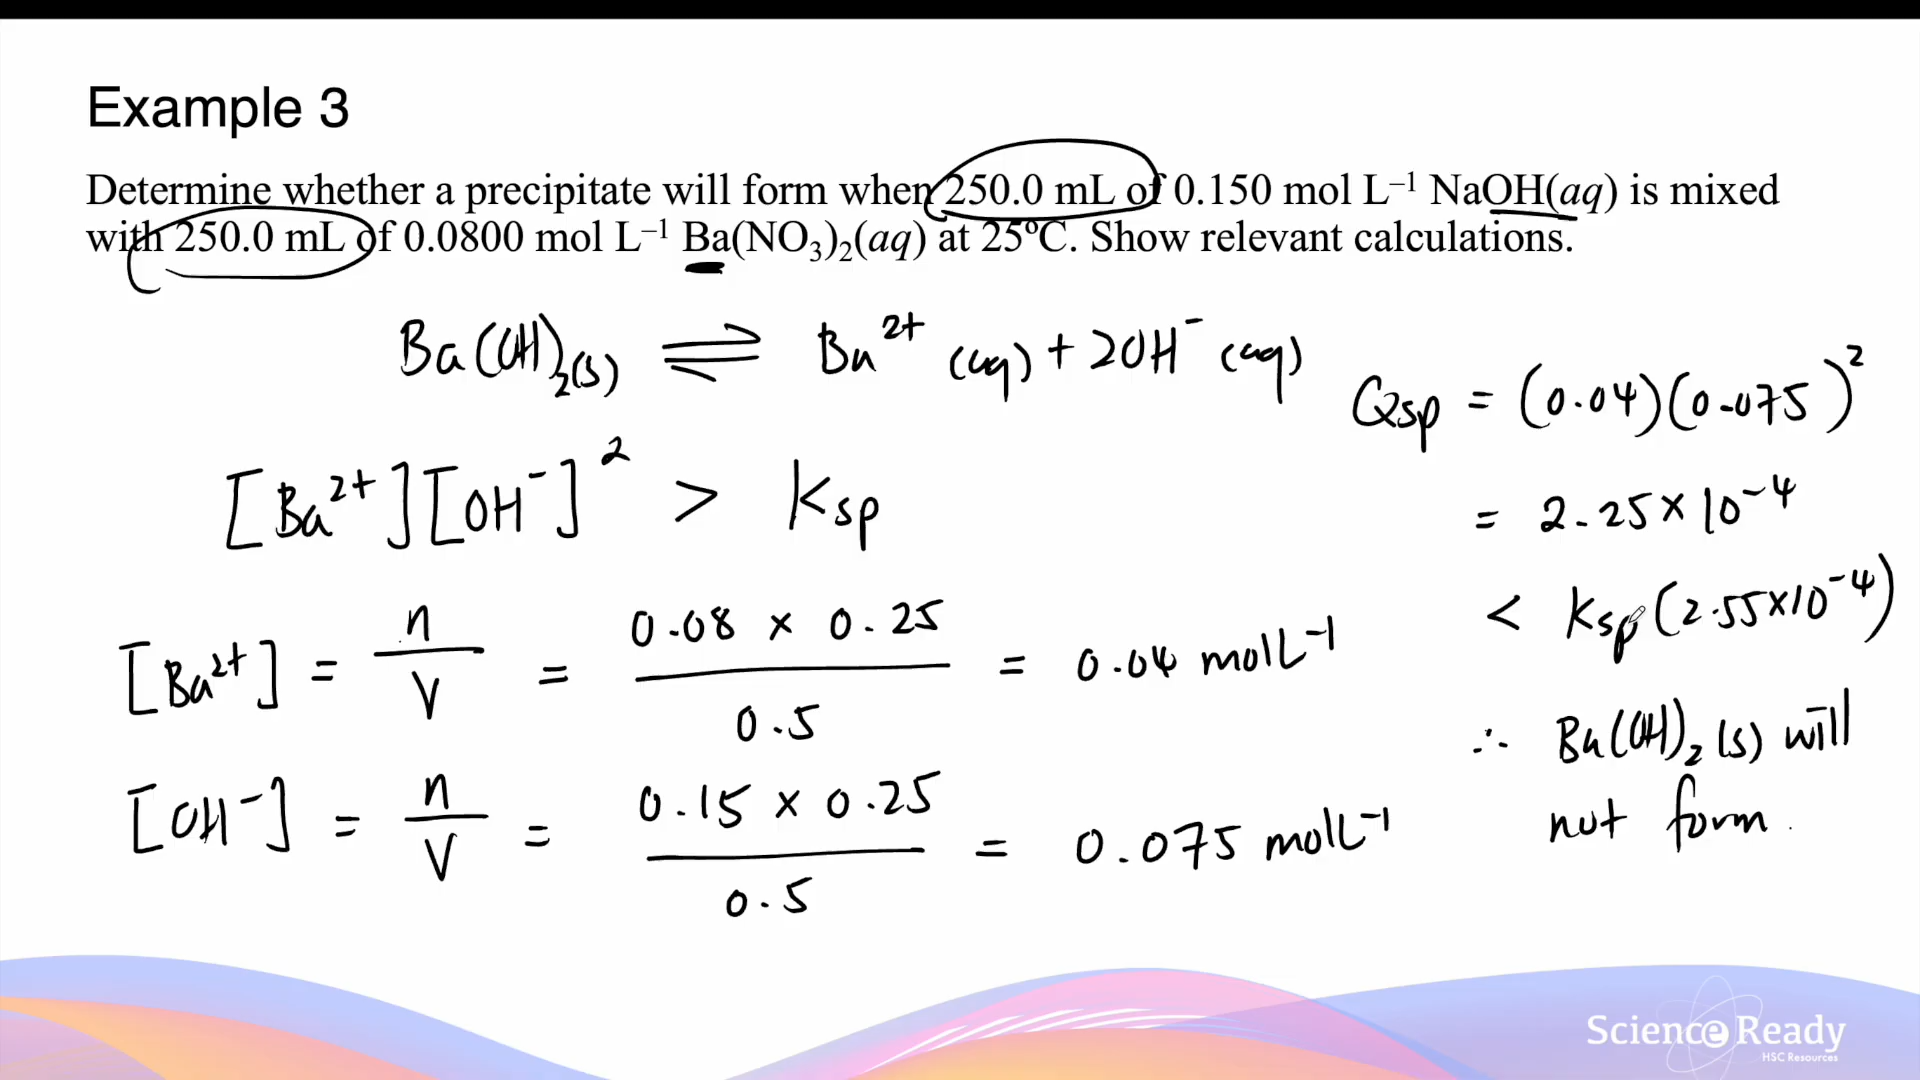 Example 3
Determine whether a precipitate will form when 250.0 mL of 0.150 mol L⁻¹ NaOH(aq) is mixed
with 250.0 mL of 0.0800 mol L⁻¹ Ba(NO₃)₂(aq) at 25ºC. Show relevant calculations.
Ba(OH)₂(s) ⇌ Ba²⁺(aq) + 2OH⁻(aq)
[Ba²⁺][OH⁻]² > Ksp
[Ba²⁺] = n/V = 0.08 × 0.25 / 0.5 = 0.04 molL⁻¹
[OH⁻] = n/V = 0.15 × 0.25 / 0.5 = 0.075 molL⁻¹
Qsp = (0.04)(0.075)²
= 2.25×10⁻⁴
< Ksp(2.55×10⁻⁴)
∴ Ba(OH)₂(s) will
not form.
Science Ready
HSC Resources